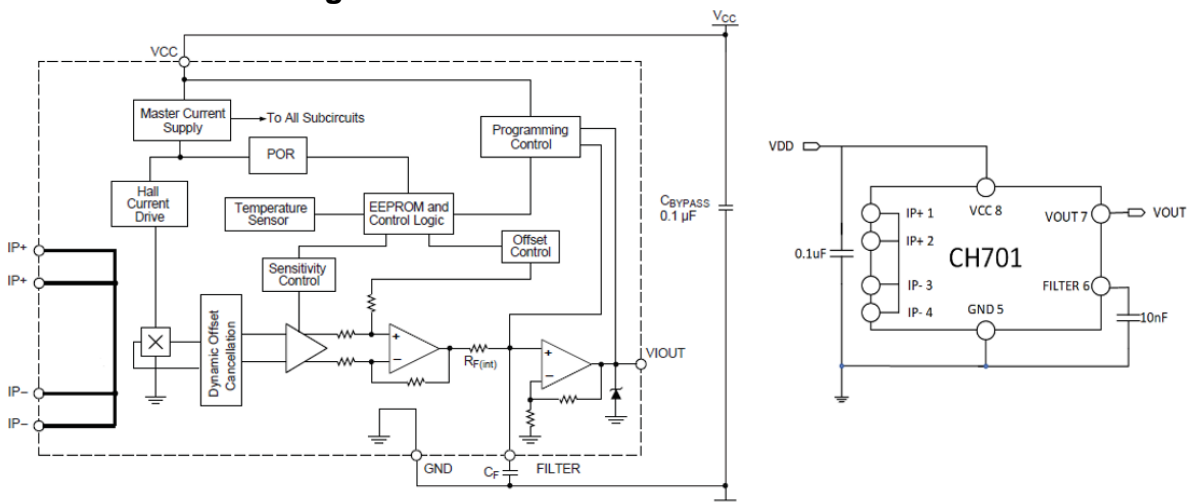 VCC
VCC
Master Current
Supply
To All Subcircuits
POR
Programming
Control
Hall
Current
Drive
Temperature
Sensor
EEPROM and
Control Logic
Offset
Control
Sensitivity
Control
CBYPASS
0.1 µF
IP+
IP+
IP–
IP–
Dynamic Offset
Cancellation
+
–
RF(int)
+
–
VIOUT
GND
CF
FILTER
VDD
0.1uF
IP+ 1
IP+ 2
IP- 3
IP- 4
VCC 8
VOUT 7
VOUT
CH701
FILTER 6
GND 5
10nF